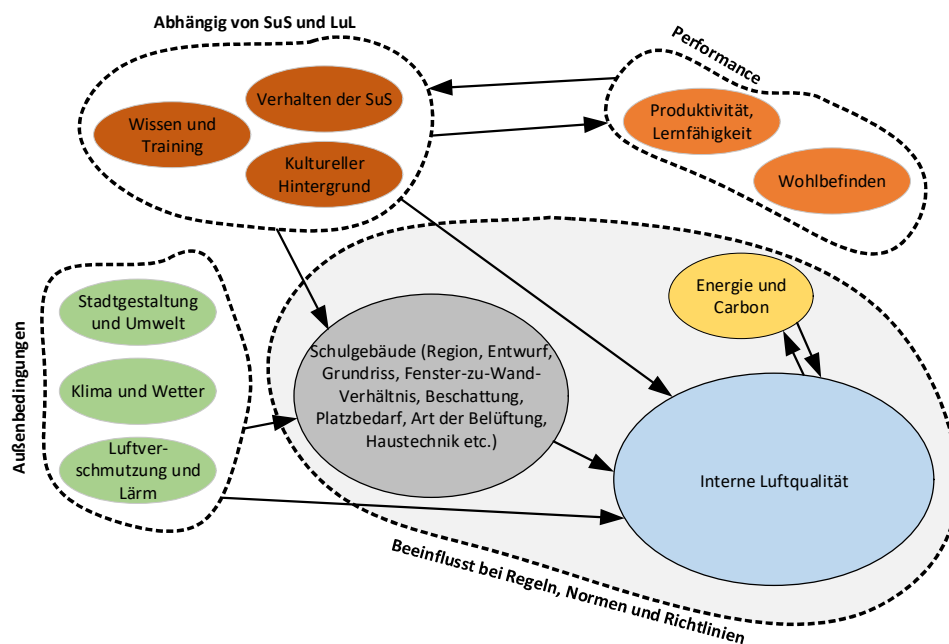 Abhängig von SuS und LuL
Verhalten der SuS
Wissen und
Training
Kultureller
Hintergrund
Performance
Produktivität,
Lernfähigkeit
Wohlbefinden
Außenbedingungen
Stadtgestaltung
und Umwelt
Klima und Wetter
Luftver-
schmutzung und
Lärm
Schulgebäude (Region, Entwurf,
Grundriss, Fenster-zu-Wand-
Verhältnis, Beschattung,
Platzbedarf, Art der Belüftung,
Haustechnik etc.)
Energie und
Carbon
Interne Luftqualität
Beeinflusst bei Regeln, Normen und Richtlinien